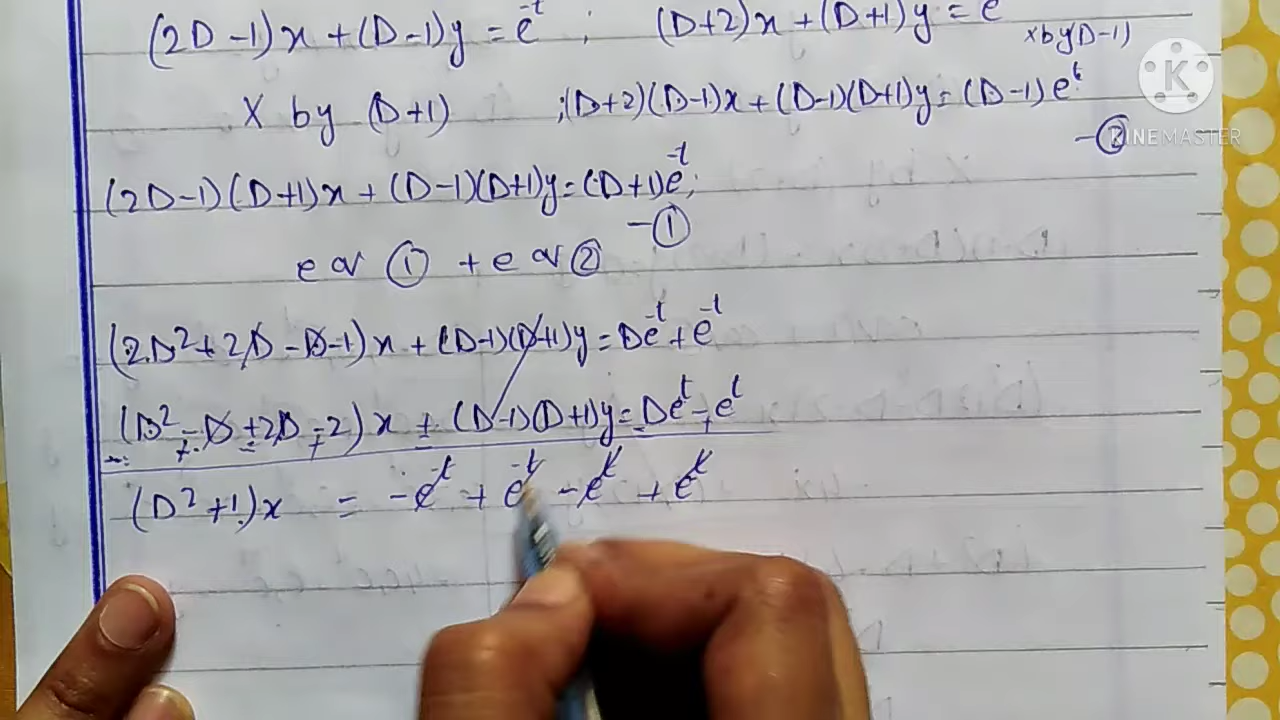 (2D-1)x+(D-1)y=e^-t ; (D+2)x+(D+1)y=e
x by (D-1)
X by (D+1) ; (D+2)(D-1)x+(D-1)(D+1)y=(D-1)e^t
-②
KINEMASTER
(2D-1)(D+1)x+(D-1)(D+1)y=(D+1)e^-t;
-①
①+e ②
(2D²+2D-D-1)x+(D-1)(D+1)y=De^-t+e^-t
(D²-D+2D-2)x+(D-1)(D+1)y=De^t-e^t
(D²+1)x = -e^-t+e^-t-e^t+e^t